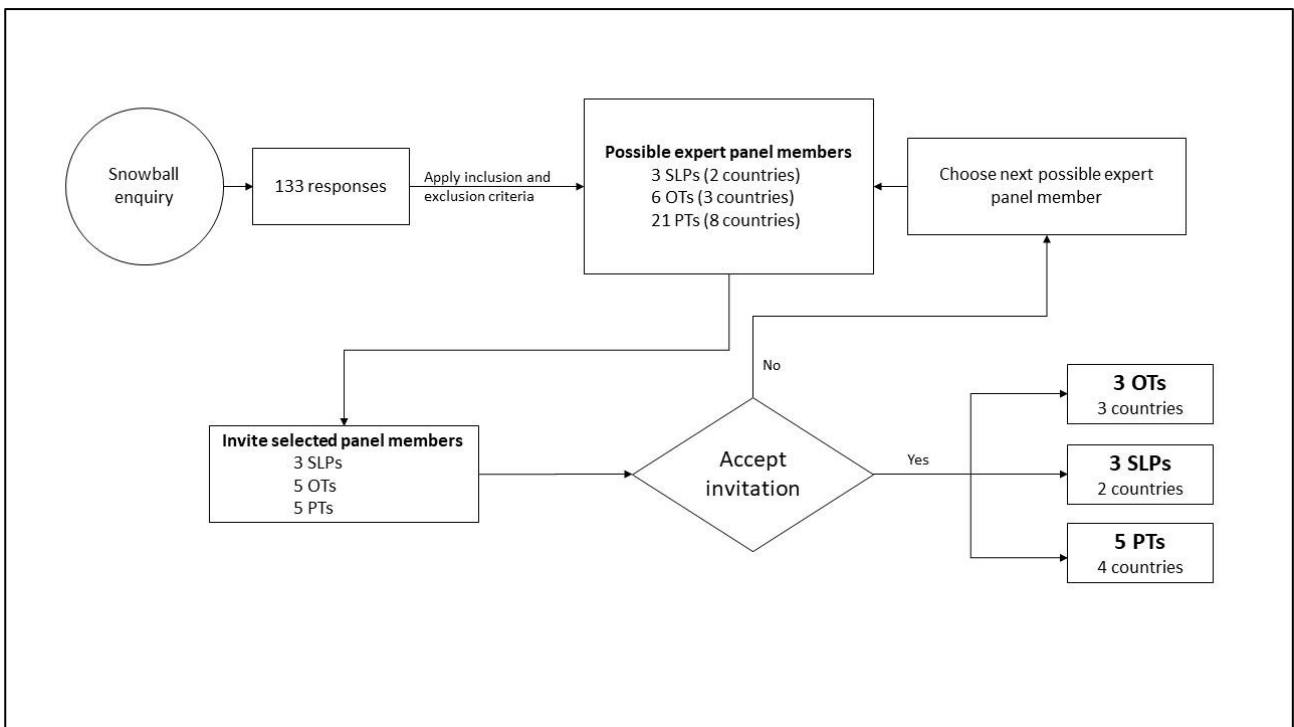 Snowball
enquiry
133 responses
Apply inclusion and
exclusion criteria
Possible expert panel members
3 SLPs (2 countries)
6 OTs (3 countries)
21 PTs (8 countries)
Choose next possible expert
panel member
Invite selected panel members
3 SLPs
5 OTs
5 PTs
Accept
invitation
No
Yes
3 OTs
3 countries
3 SLPs
2 countries
5 PTs
4 countries